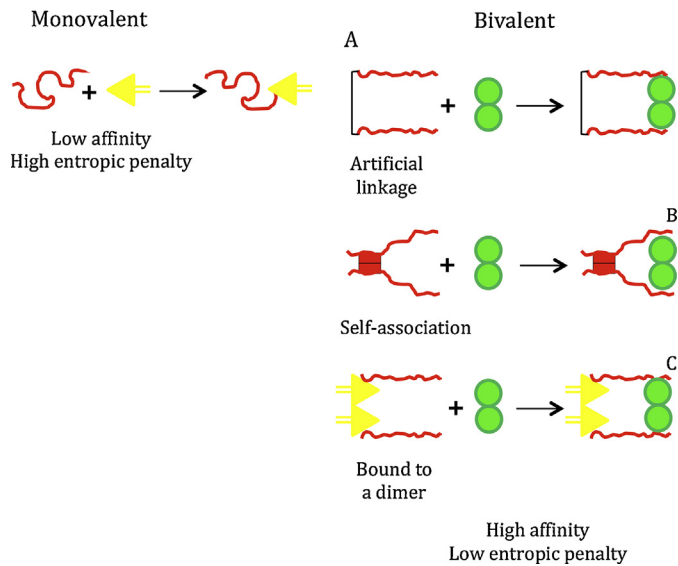 Monovalent
+
Low affinity
High entropic penalty
Bivalent
A
+
Artificial
linkage
B
+
Self-association
C
+
Bound to
a dimer
High affinity
Low entropic penalty